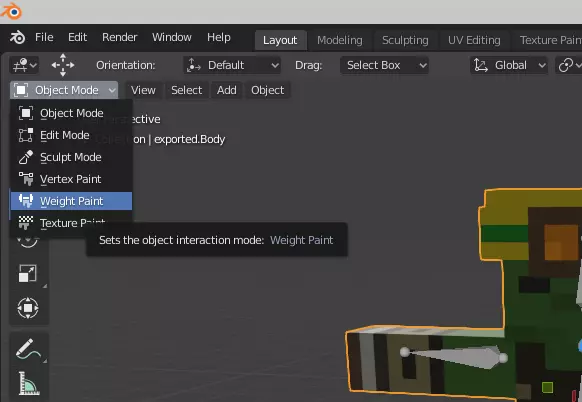 File Edit Render Window Help Layout Modeling Sculpting UV Editing Texture Pain
Orientation: Default Drag: Select Box Global
Object Mode View Select Add Object
Object Mode
Edit Mode
Sculpt Mode
Vertex Paint
Weight Paint
Texture Paint
| exported.Body
Sets the object interaction mode: Weight Paint